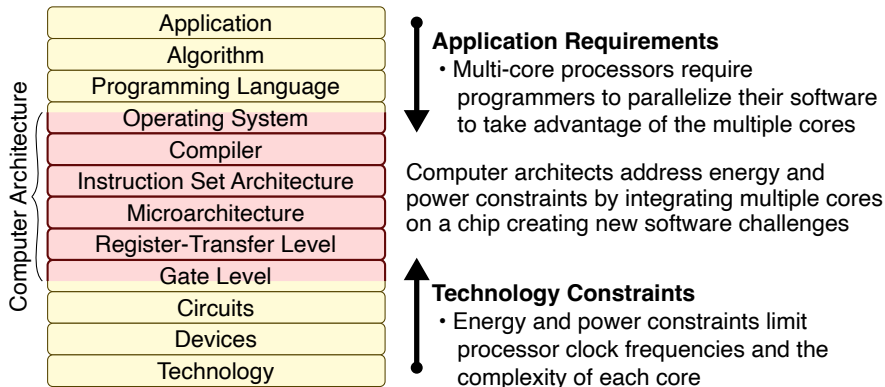 Computer Architecture
Application
Algorithm
Programming Language
Operating System
Compiler
Instruction Set Architecture
Microarchitecture
Register-Transfer Level
Gate Level
Circuits
Devices
Technology
Application Requirements
• Multi-core processors require
programmers to parallelize their software
to take advantage of the multiple cores
Computer architects address energy and
power constraints by integrating multiple cores
on a chip creating new software challenges
Technology Constraints
• Energy and power constraints limit
processor clock frequencies and the
complexity of each core